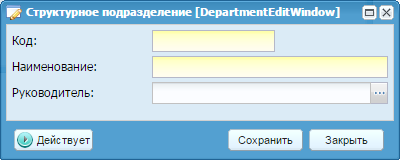 Структурное подразделение [DepartmentEditWindow]
Код:
Наименование:
Руководитель:
...
Действует Сохранить Закрыть